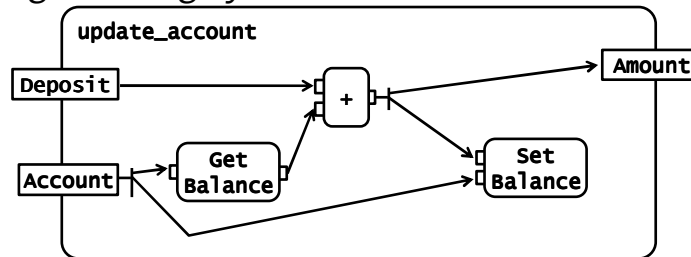 update_account
Deposit
Account
Get
Balance
+
Set
Balance
Amount